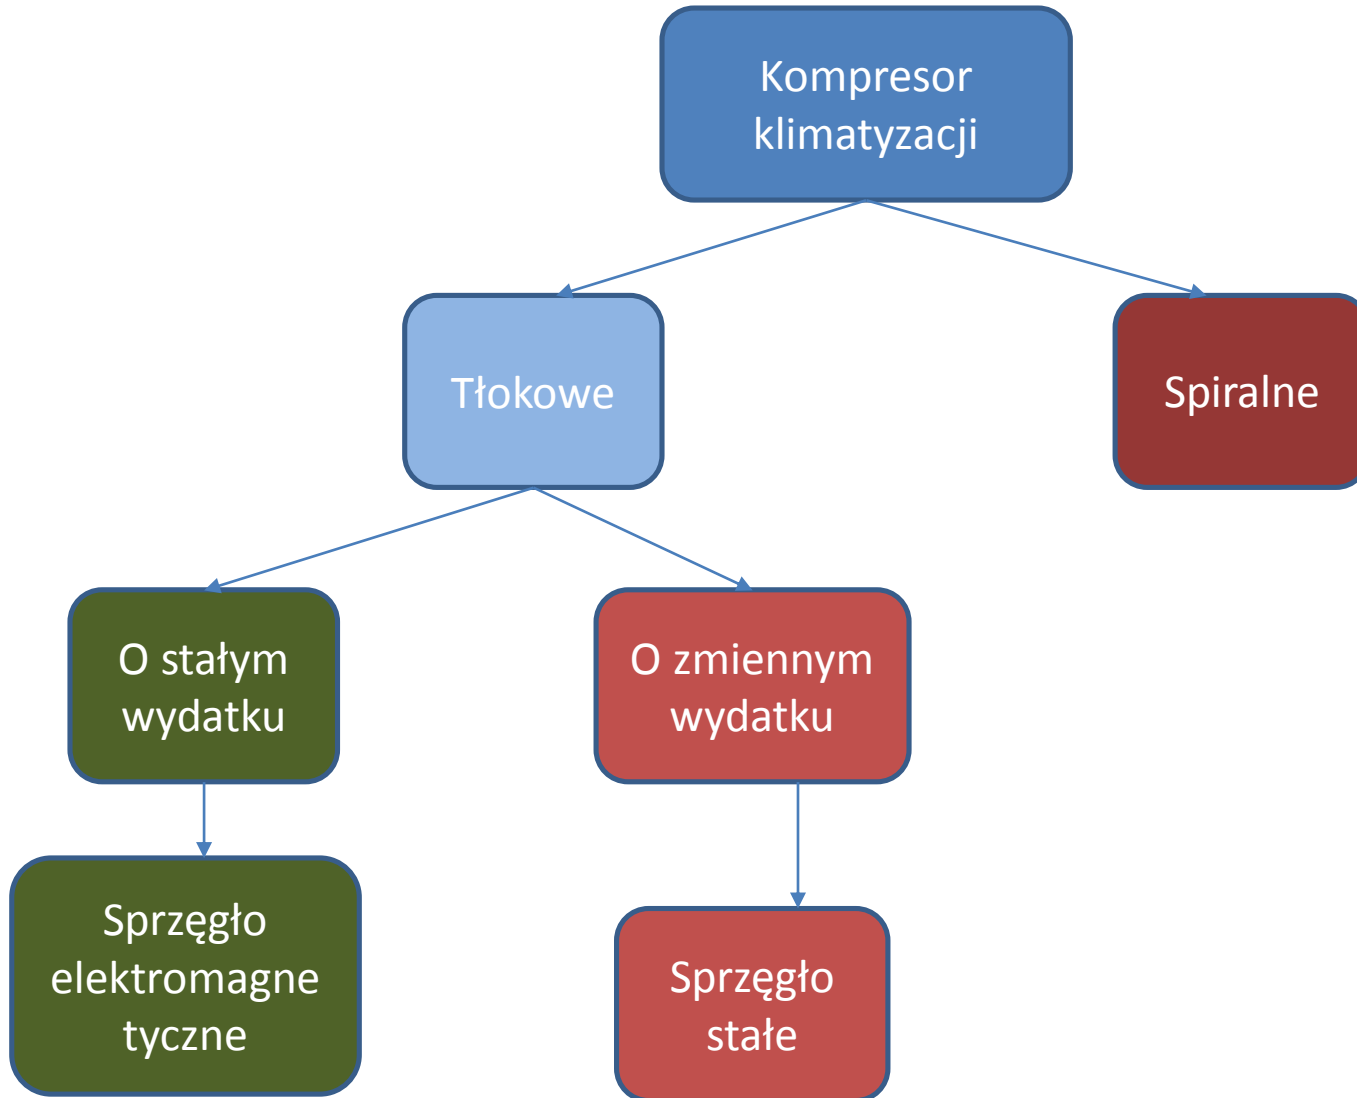 Kompresor
klimatyzacji
Tłokowe
Spiralne
O stałym
wydatku
O zmiennym
wydatku
Sprzęgło
elektromagne
tyczne
Sprzęgło
stałe